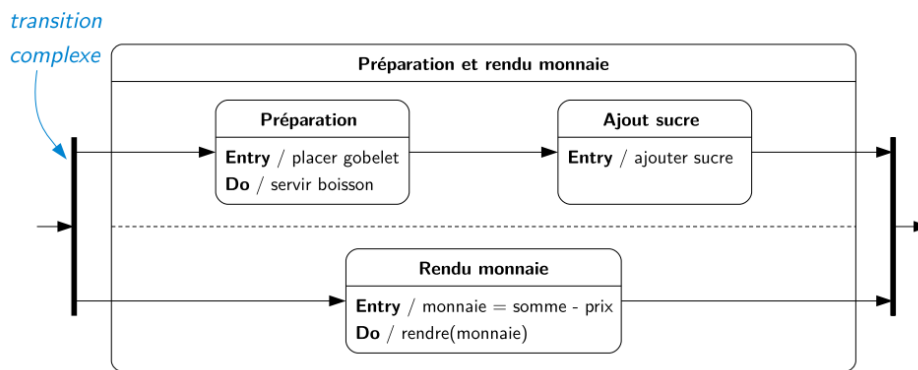 transition
complexe
Préparation et rendu monnaie
Préparation
Entry / placer gobelet
Do / servir boisson
Ajout sucre
Entry / ajouter sucre
Rendu monnaie
Entry / monnaie = somme - prix
Do / rendre(monnaie)